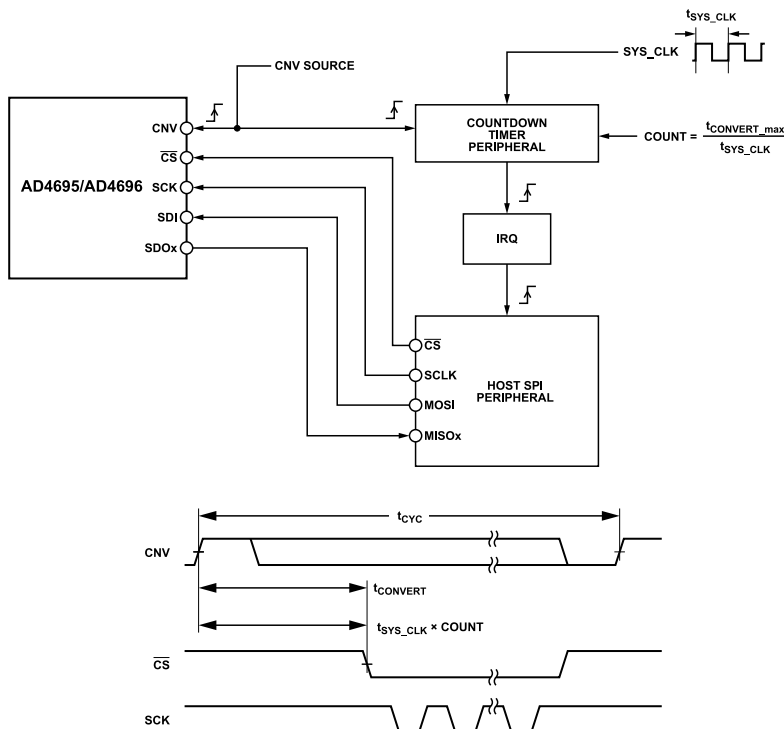 tSYS_CLK
SYS_CLK
CNV SOURCE
AD4695/AD4696
CNV
CS
SCK
SDI
SDOx
COUNTDOWN
TIMER
PERIPHERAL
COUNT = tCONVERT_max
tSYS_CLK
IRQ
CS
SCLK
MOSI
MISOx
HOST SPI
PERIPHERAL
tCYC
CNV
tCONVERT
tSYS_CLK × COUNT
CS
SCK